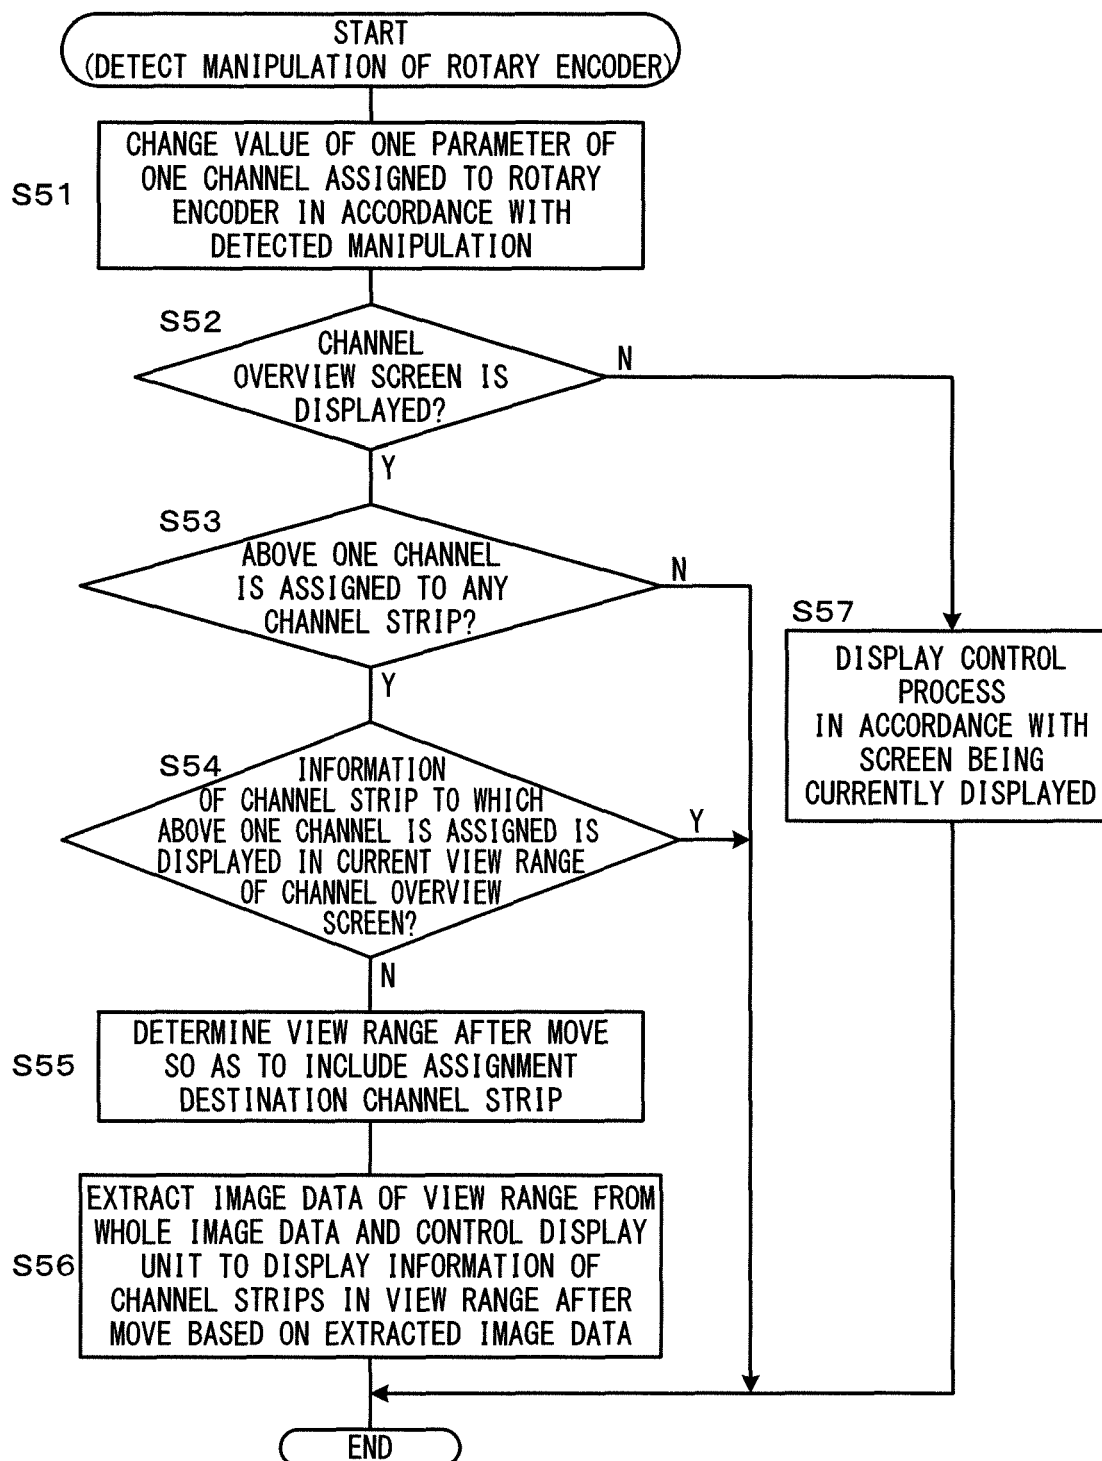 START
(DETECT MANIPULATION OF ROTARY ENCODER)
S51
CHANGE VALUE OF ONE PARAMETER OF
ONE CHANNEL ASSIGNED TO ROTARY
ENCODER IN ACCORDANCE WITH
DETECTED MANIPULATION
S52
CHANNEL
OVERVIEW SCREEN IS
DISPLAYED?
N
Y
S53
ABOVE ONE CHANNEL
IS ASSIGNED TO ANY
CHANNEL STRIP?
N
Y
S57
DISPLAY CONTROL
PROCESS
IN ACCORDANCE WITH
SCREEN BEING
CURRENTLY DISPLAYED
S54
INFORMATION
OF CHANNEL STRIP TO WHICH
ABOVE ONE CHANNEL IS ASSIGNED IS
DISPLAYED IN CURRENT VIEW RANGE
OF CHANNEL OVERVIEW
SCREEN?
Y
N
S55
DETERMINE VIEW RANGE AFTER MOVE
SO AS TO INCLUDE ASSIGNMENT
DESTINATION CHANNEL STRIP
S56
EXTRACT IMAGE DATA OF VIEW RANGE FROM
WHOLE IMAGE DATA AND CONTROL DISPLAY
UNIT TO DISPLAY INFORMATION OF
CHANNEL STRIPS IN VIEW RANGE AFTER
MOVE BASED ON EXTRACTED IMAGE DATA
END